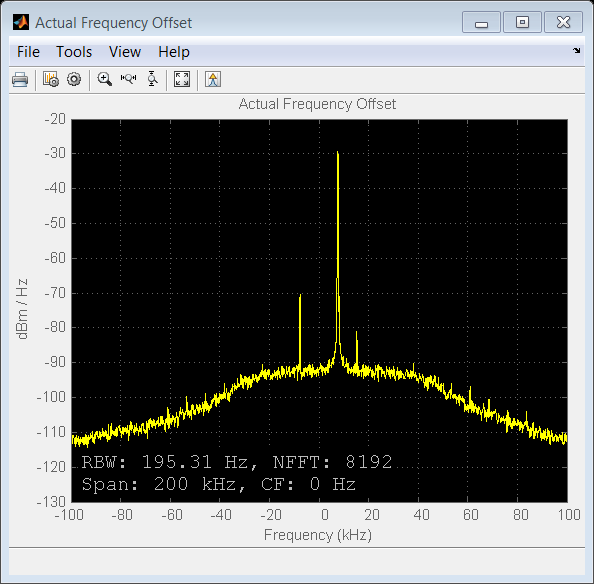 Actual Frequency Offset
File Tools View Help
Actual Frequency Offset
-20
-30
-40
-50
-60
-70
-80
-90
-100
-110
-120
-130
dBm / Hz
RBW: 195.31 Hz, NFFT: 8192
Span: 200 kHz, CF: 0 Hz
-100 -80 -60 -40 -20 0 20 40 60 80 100
Frequency (kHz)